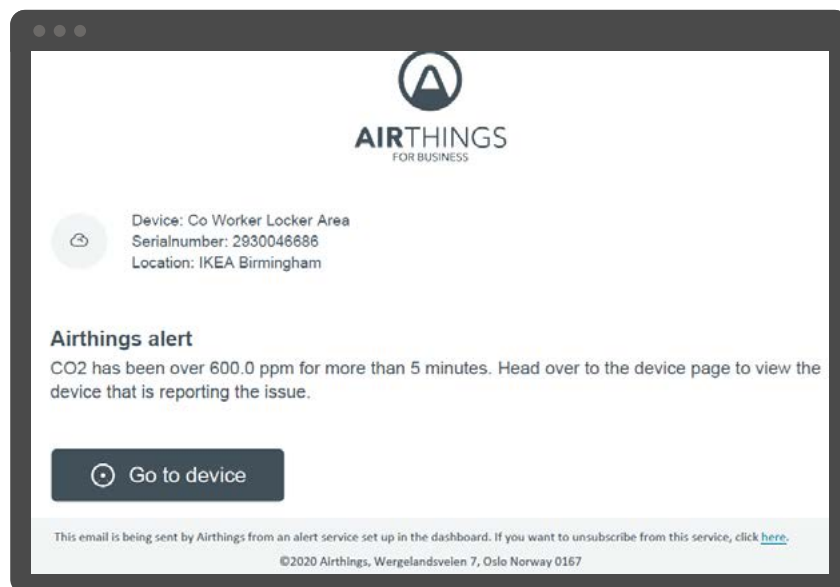 AIRTHINGS
FOR BUSINESS
Device: Co Worker Locker Area
Serialnumber: 2930046686
Location: IKEA Birmingham
Airthings alert
CO2 has been over 600.0 ppm for more than 5 minutes. Head over to the device page to view the
device that is reporting the issue.
Go to device
This email is being sent by Airthings from an alert service set up in the dashboard. If you want to unsubscribe from this service, click here.
©2020 Airthings, Wergelandsveien 7, Oslo Norway 0167